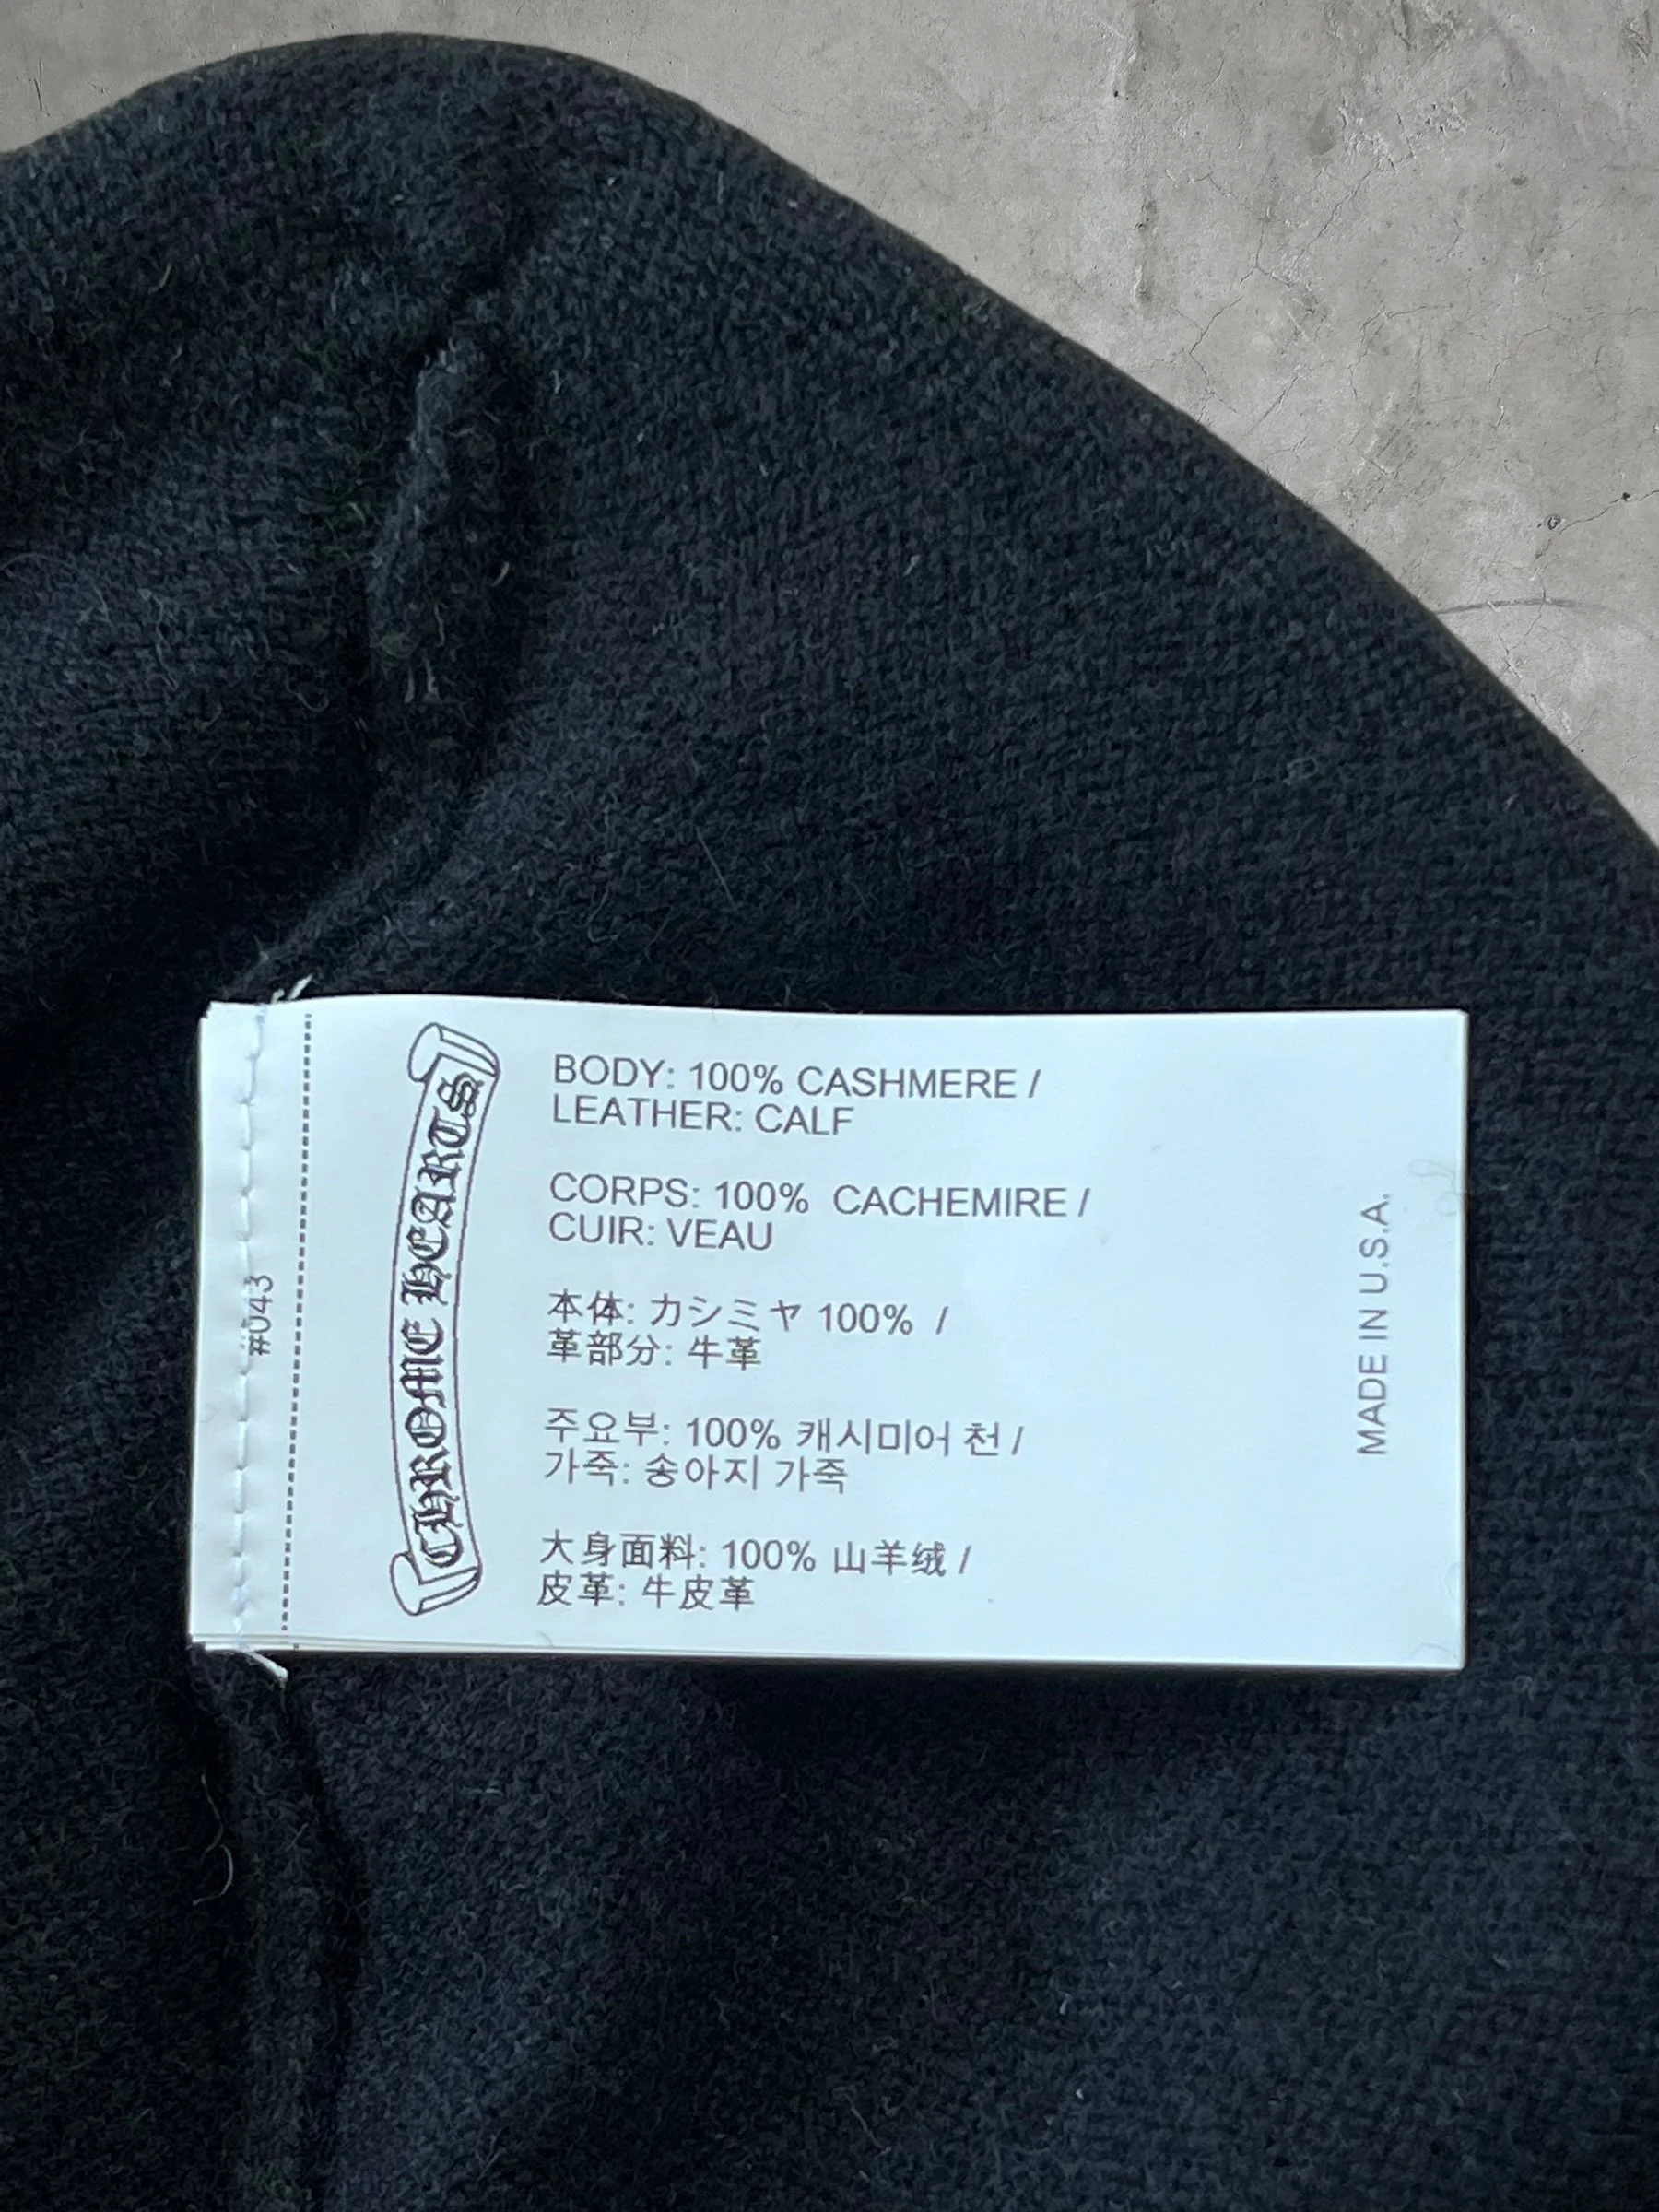 #043
CHROME HEARTS
BODY: 100% CASHMERE /
LEATHER: CALF
CORPS: 100% CACHEMIRE /
CUIR: VEAU
本体: カシミヤ 100% /
革部分: 牛革
주요부: 100% 캐시미어 천 /
가죽: 송아지 가죽
大身面料: 100% 山羊绒 /
皮革: 牛皮革
MADE IN U.S.A.